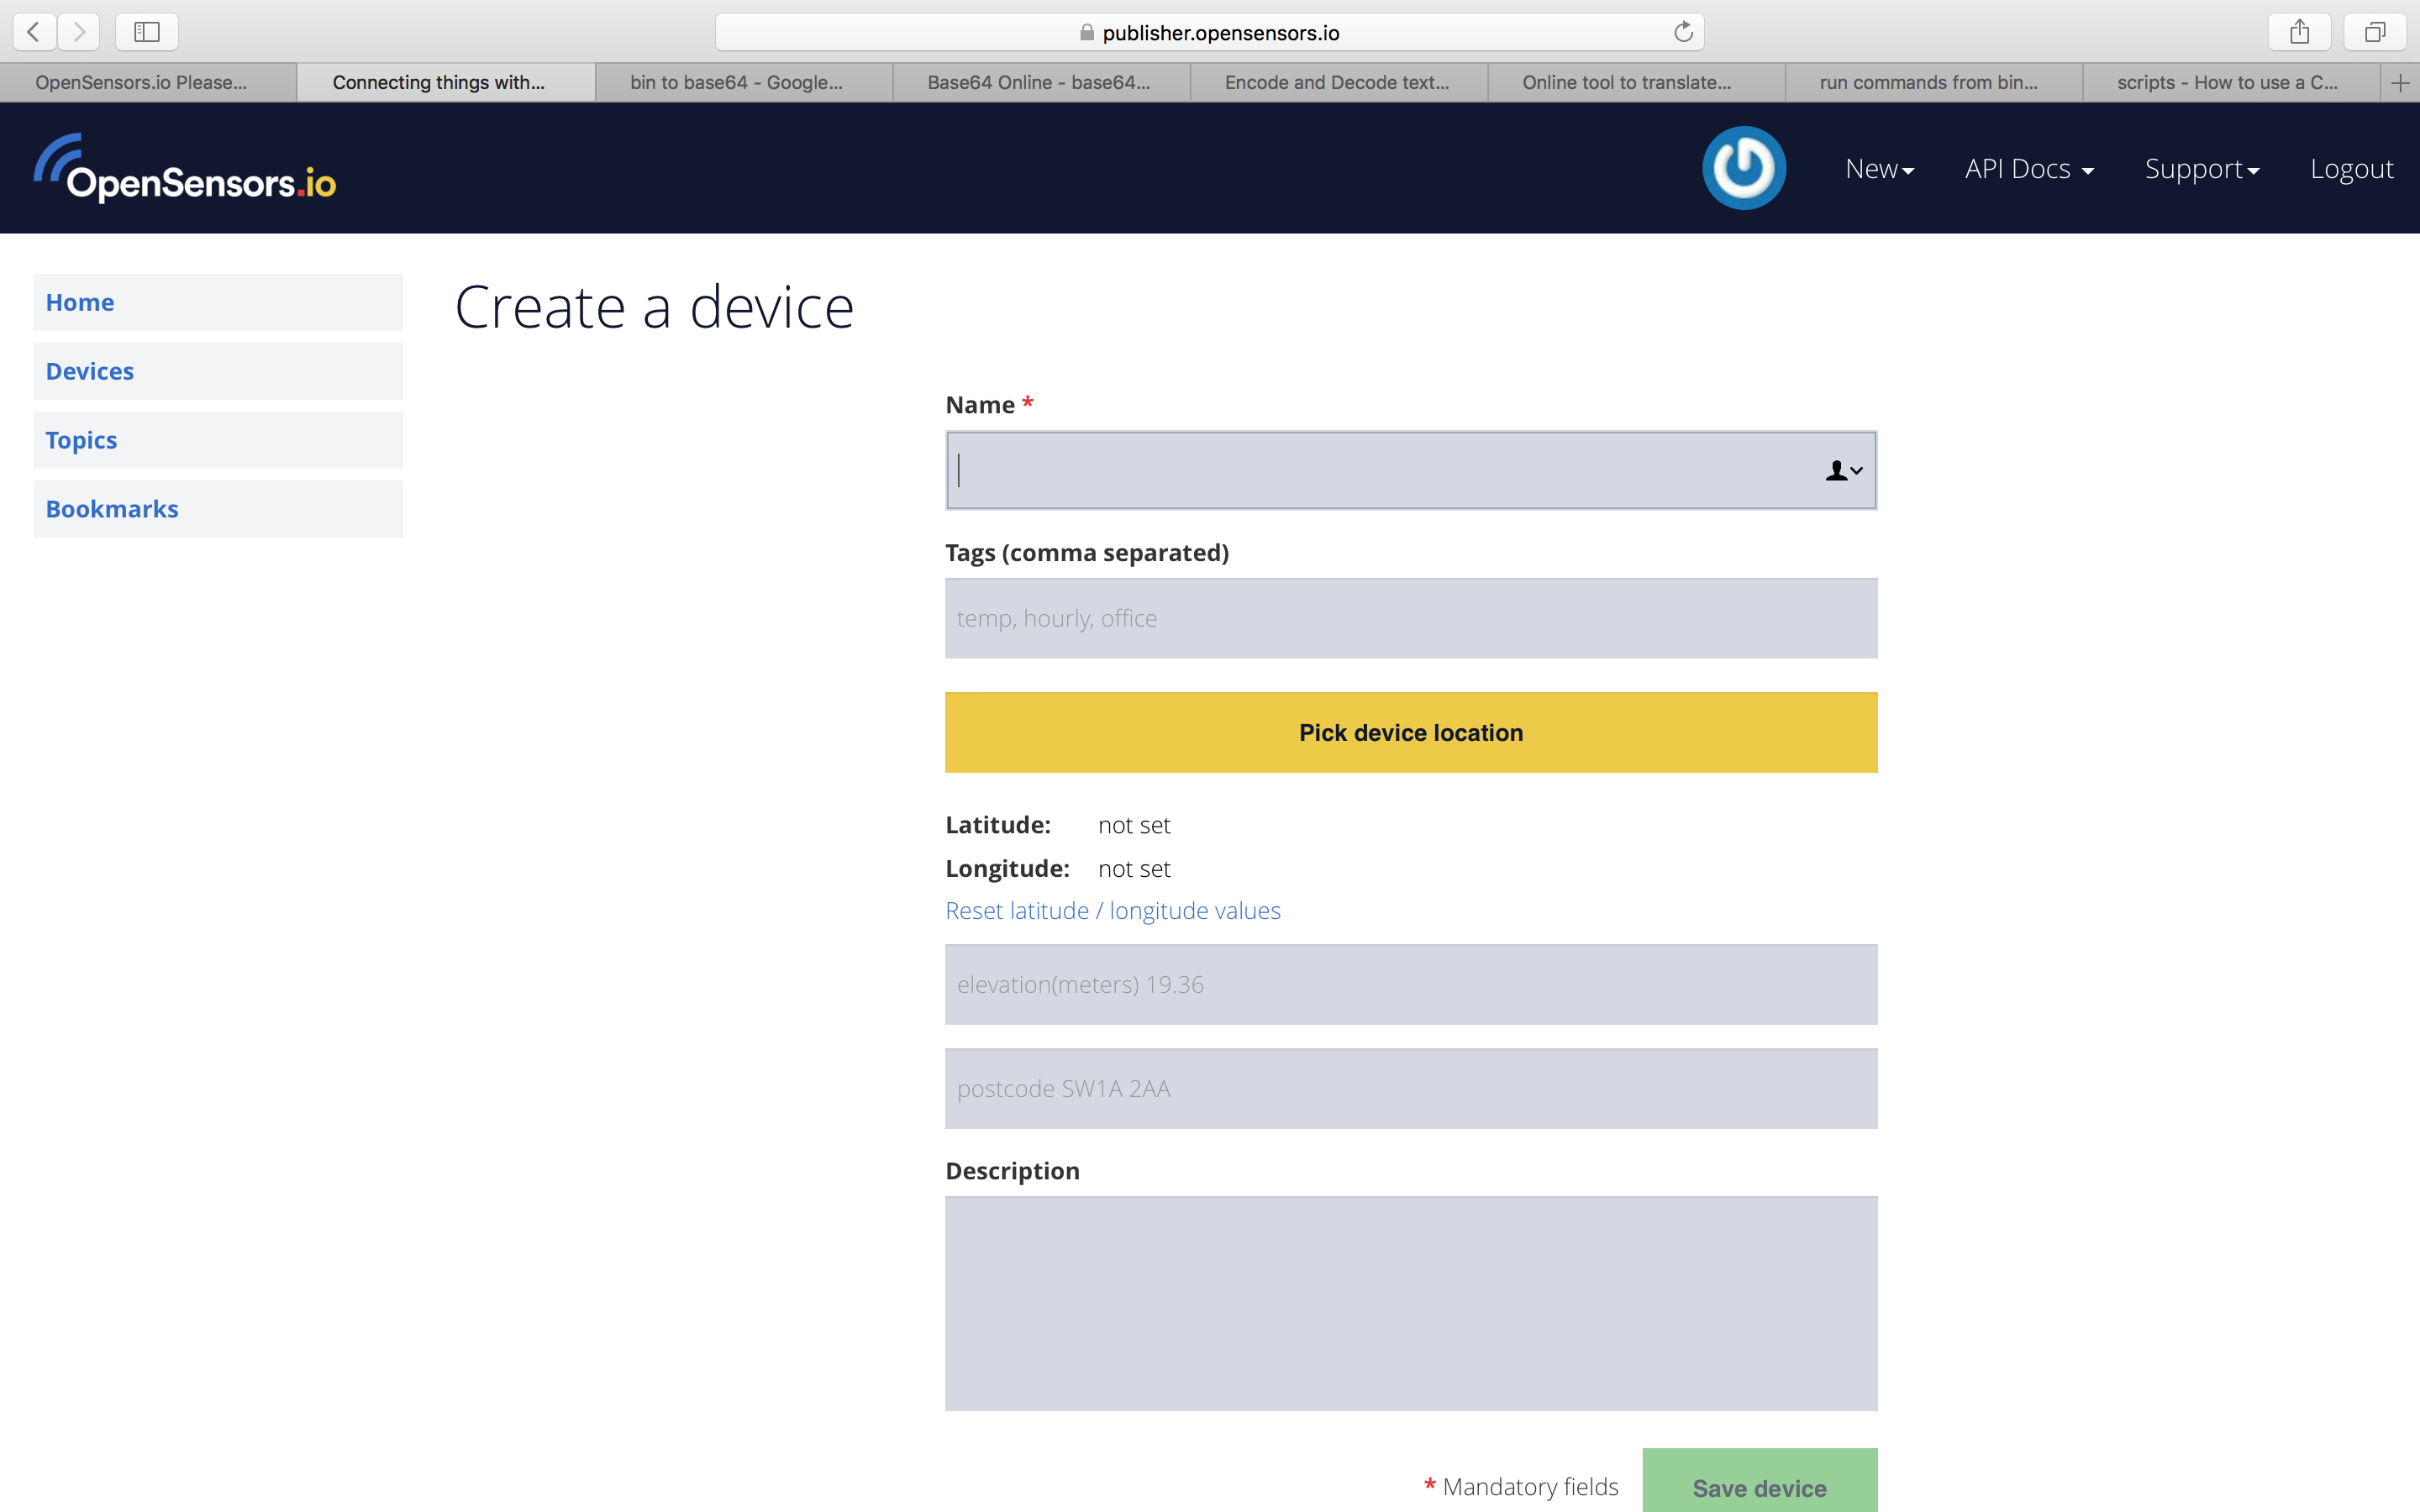 publisher.opensensors.io
OpenSensors.io Please...
Connecting things with...
bin to base64 - Google...
Base64 Online - base64...
Encode and Decode text...
Online tool to translate...
run commands from bin...
scripts - How to use a C...
OpenSensors.io
New
API Docs
Support
Logout
Home
Devices
Topics
Bookmarks
Create a device
Name *
Tags (comma separated)
temp, hourly, office
Pick device location
Latitude: not set
Longitude: not set
Reset latitude / longitude values
elevation(meters) 19.36
postcode SW1A 2AA
Description
* Mandatory fields
Save device